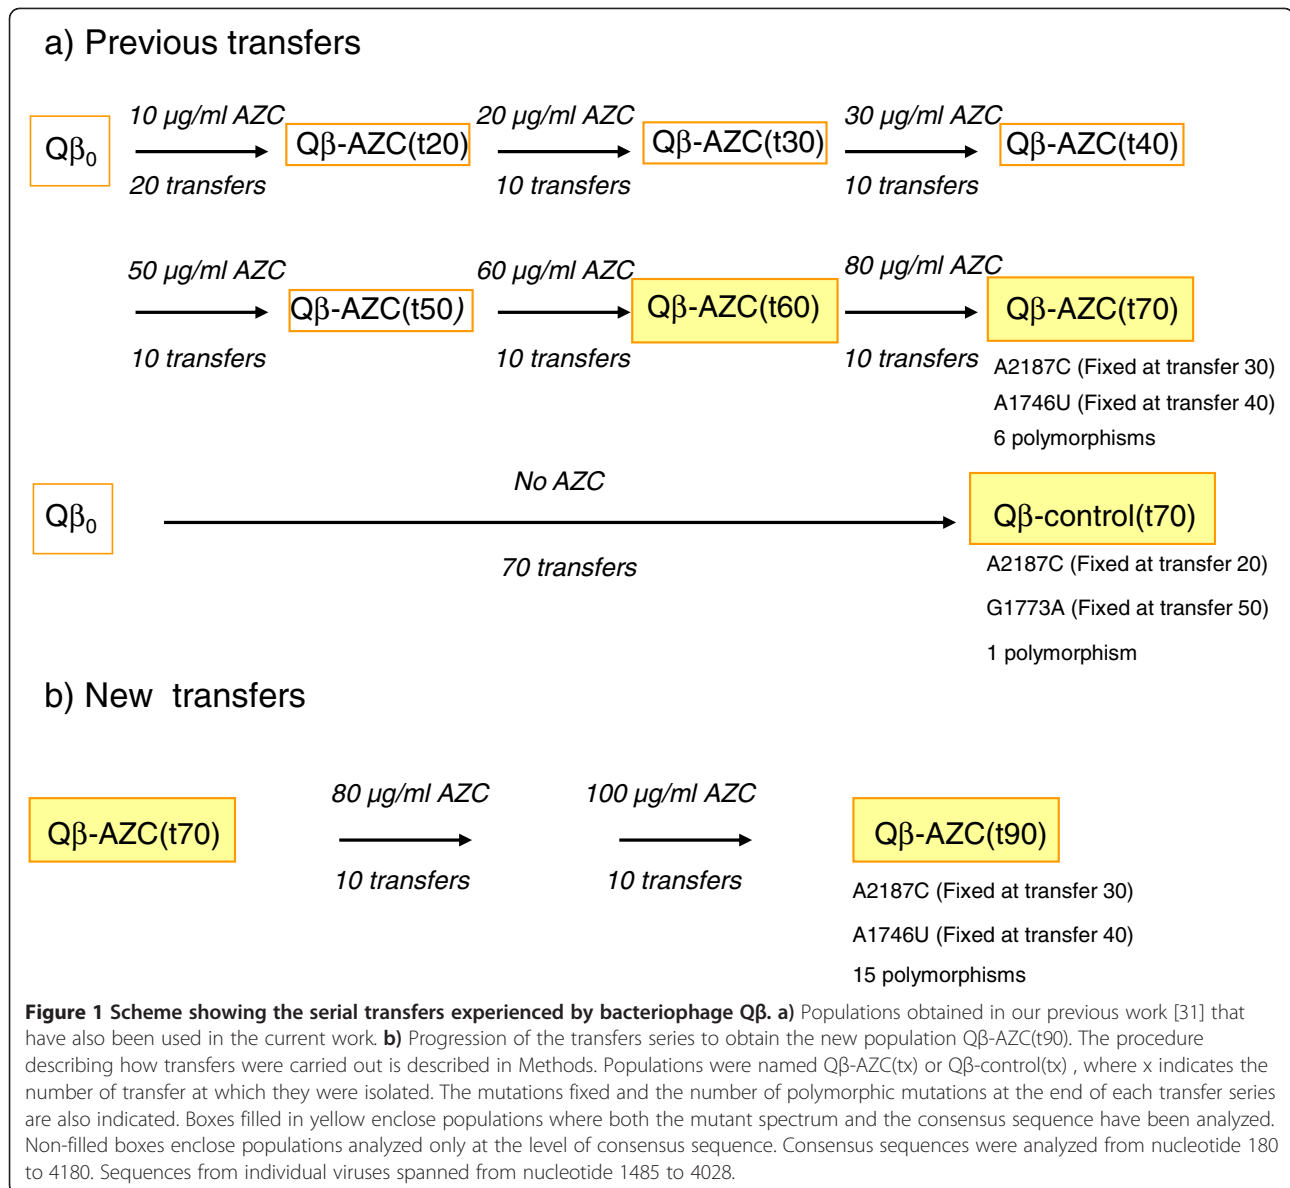 a) Previous transfers
10 µg/ml AZC 20 µg/ml AZC 30 µg/ml AZC
Qβ0 Qβ-AZC(t20) Qβ-AZC(t30) Qβ-AZC(t40)
20 transfers 10 transfers 10 transfers
50 µg/ml AZC 60 µg/ml AZC 80 µg/ml AZC
Qβ-AZC(t50) Qβ-AZC(t60) Qβ-AZC(t70)
10 transfers 10 transfers 10 transfers
A2187C (Fixed at transfer 30)
A1746U (Fixed at transfer 40)
6 polymorphisms
No AZC
Qβ0 Qβ-control(t70)
70 transfers
A2187C (Fixed at transfer 20)
G1773A (Fixed at transfer 50)
1 polymorphism
b) New transfers
80 µg/ml AZC 100 µg/ml AZC
Qβ-AZC(t70) Qβ-AZC(t90)
10 transfers 10 transfers
A2187C (Fixed at transfer 30)
A1746U (Fixed at transfer 40)
15 polymorphisms
Figure 1 Scheme showing the serial transfers experienced by bacteriophage Qβ. a) Populations obtained in our previous work [31] that
have also been used in the current work. b) Progression of the transfers series to obtain the new population Qβ-AZC(t90). The procedure
describing how transfers were carried out is described in Methods. Populations were named Qβ-AZC(tx) or Qβ-control(tx) , where x indicates the
number of transfer at which they were isolated. The mutations fixed and the number of polymorphic mutations at the end of each transfer series
are also indicated. Boxes filled in yellow enclose populations where both the mutant spectrum and the consensus sequence have been analyzed.
Non-filled boxes enclose populations analyzed only at the level of consensus sequence. Consensus sequences were analyzed from nucleotide 180
to 4180. Sequences from individual viruses spanned from nucleotide 1485 to 4028.